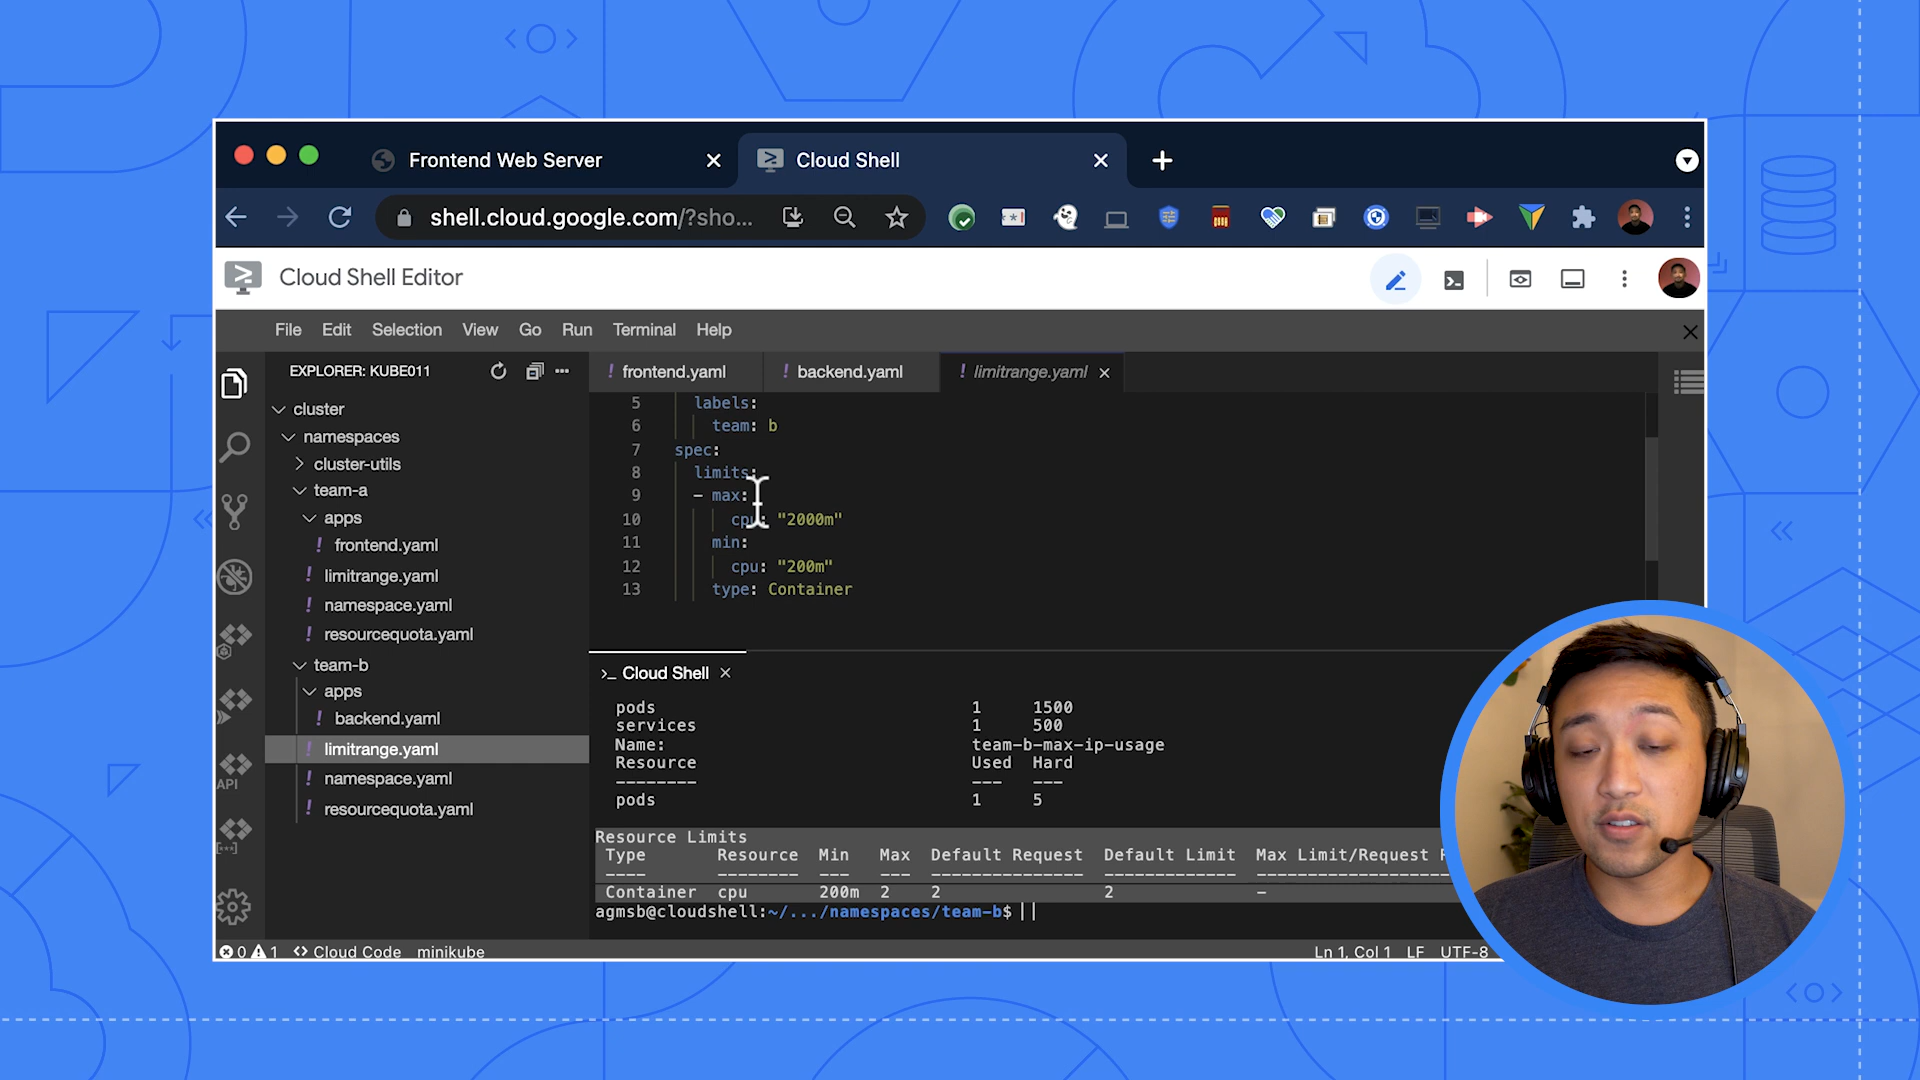 Frontend Web Server
Cloud Shell
shell.cloud.google.com/?sho...
Cloud Shell Editor
File Edit Selection View Go Run Terminal Help
EXPLORER: KUBE011
cluster
namespaces
cluster-utils
team-a
apps
! frontend.yaml
! limitrange.yaml
! namespace.yaml
! resourcequota.yaml
team-b
apps
! backend.yaml
! limitrange.yaml
! namespace.yaml
! resourcequota.yaml
API
! frontend.yaml
! backend.yaml
! limitrange.yaml
5 labels:
6 team: b
7 spec:
8 limits:
9 - max:
10 cpu: "2000m"
11 min:
12 cpu: "200m"
13 type: Container
>_ Cloud Shell
pods 1 1500
services 1 500
Name: team-b-max-ip-usage
Resource Used Hard
-------- --- ---
pods 1 5
Resource Limits
Type Resource Min Max Default Request Default Limit Max Limit/Request R
---- -------- --- --- --------------- ------------- -------------------
Container cpu 200m 2 2 2 -
agmsb@cloudshell:~/.../namespaces/team-b$
0 1 <> Cloud Code minikube
Ln 1, Col 1 LF UTF-8